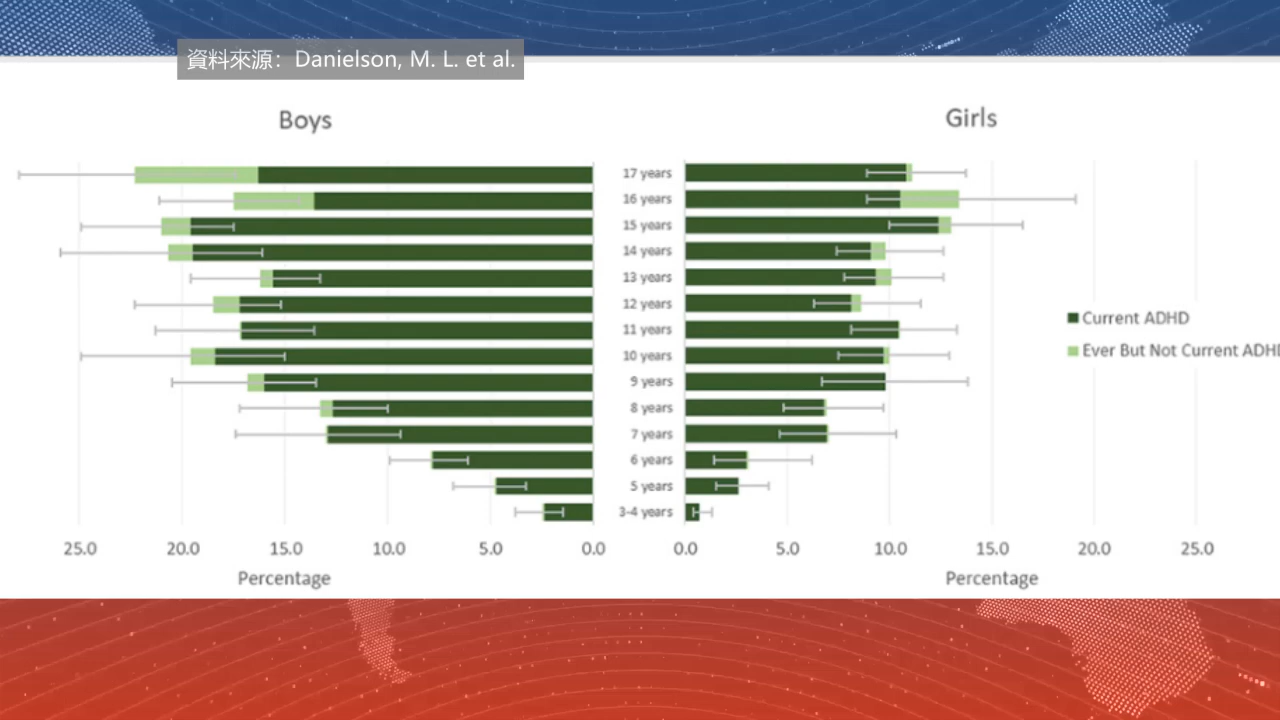 資料來源：Danielson, M. L. et al.
Boys
Girls
17 years
16 years
15 years
14 years
13 years
12 years
11 years
10 years
9 years
8 years
7 years
6 years
5 years
3-4 years
Current ADHD
Ever But Not Current ADHD
25.0 20.0 15.0 10.0 5.0 0.0
0.0 5.0 10.0 15.0 20.0 25.0
Percentage
Percentage